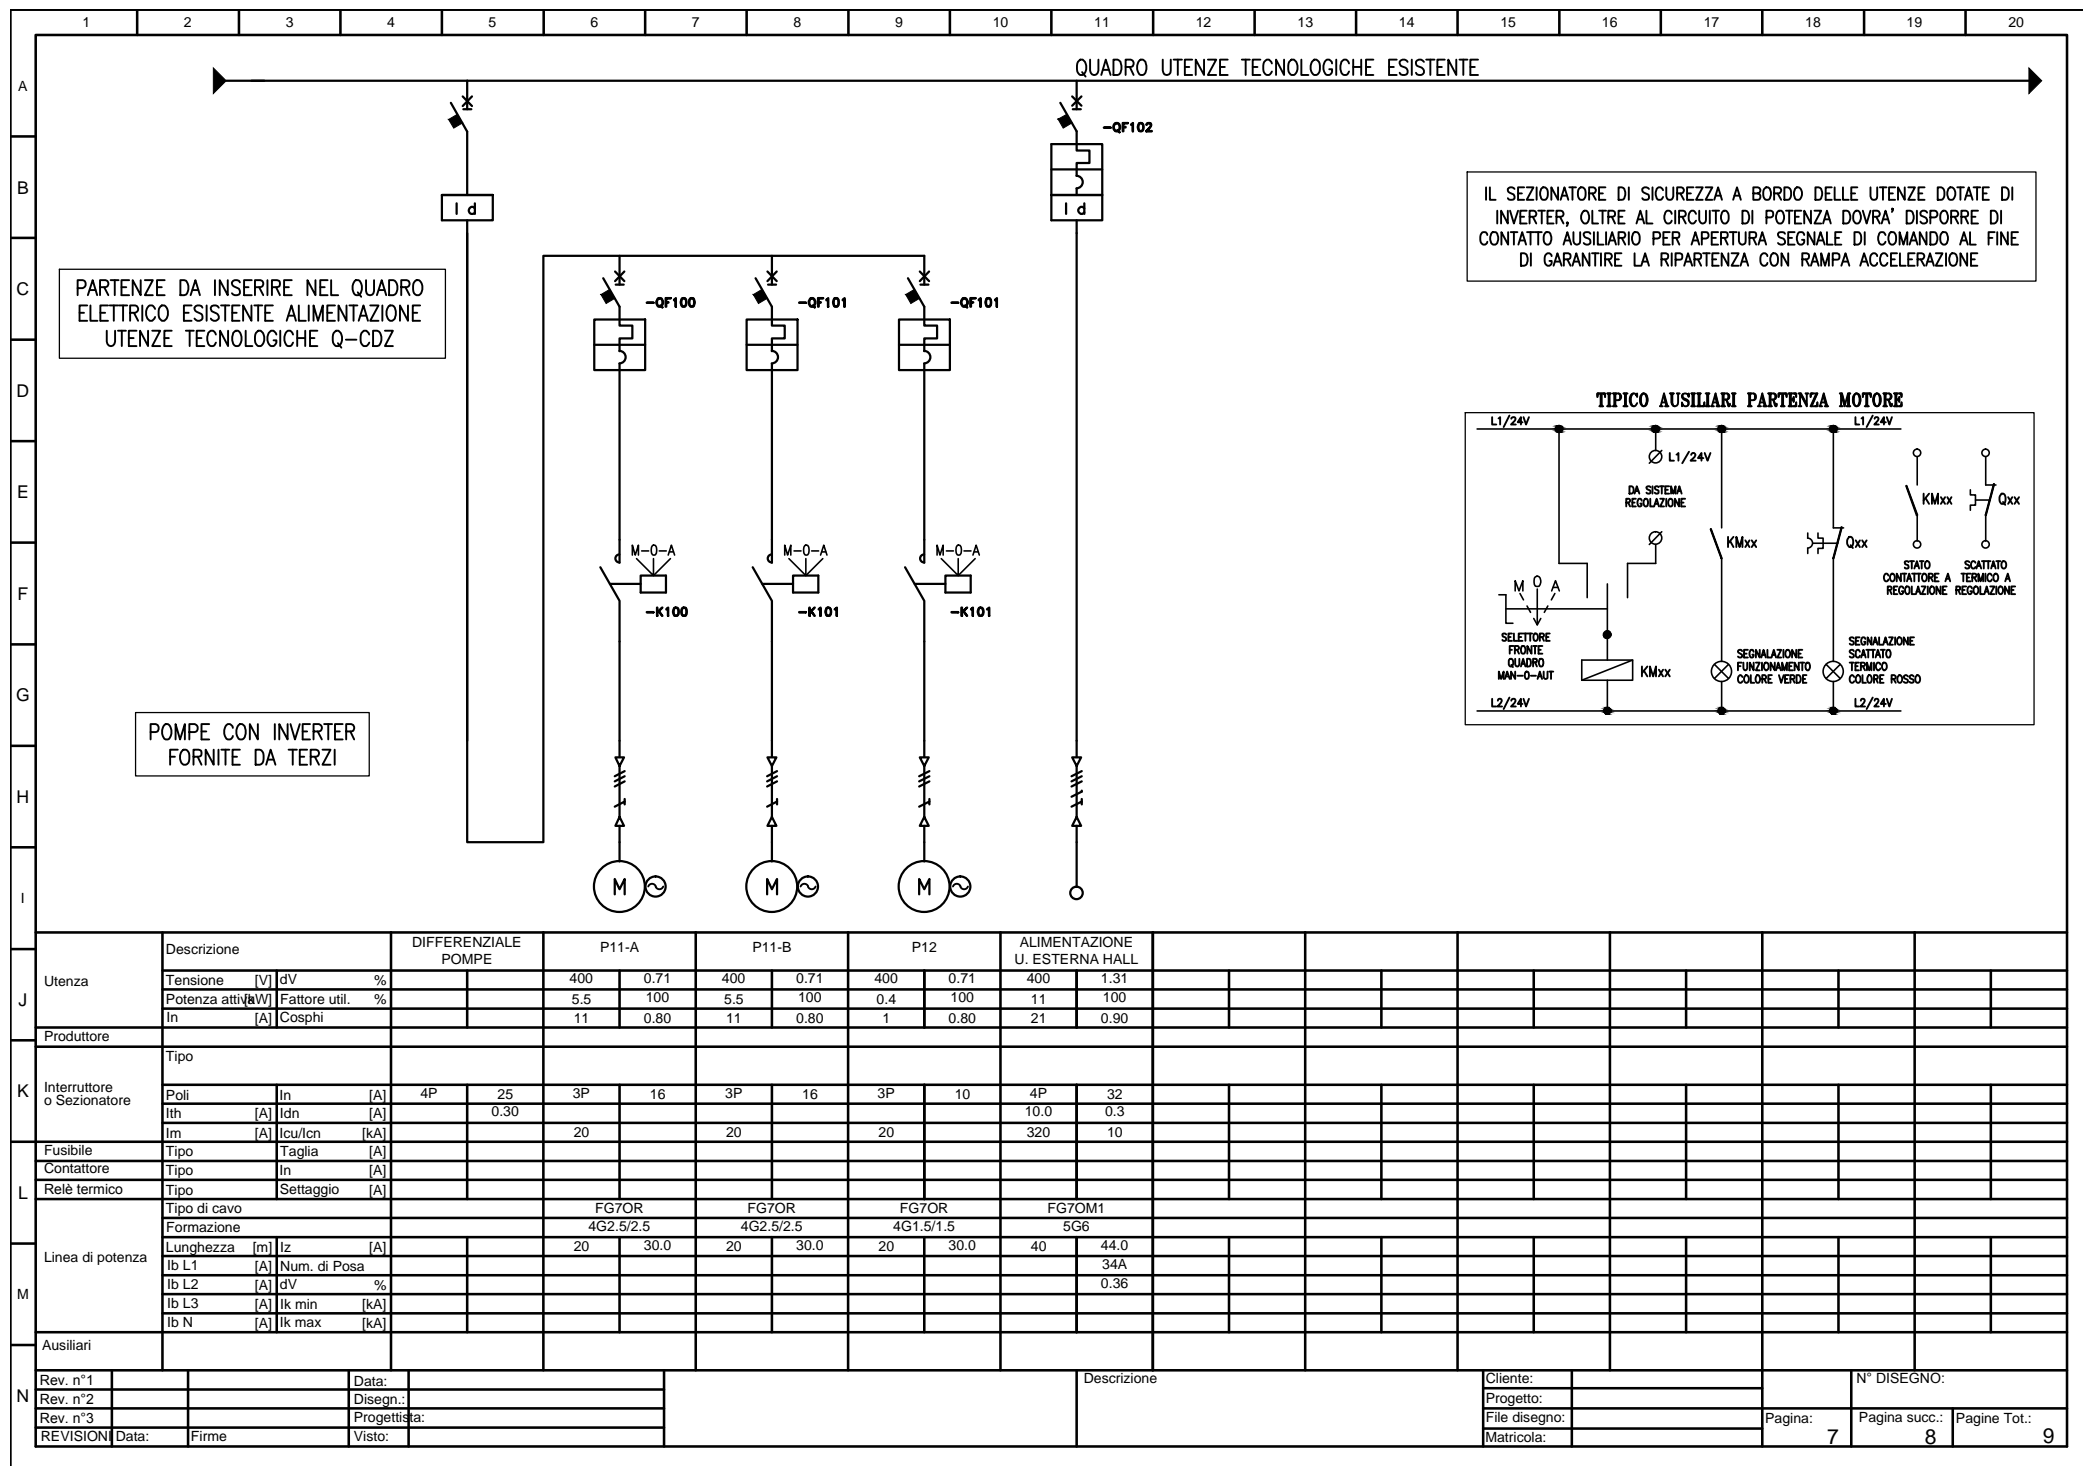 1 2 3 4 5 6 7 8 9 10 11 12 13 14 15 16 17 18 19 20
A
B
C
D
E
F
G
H
I
J
K
L
M
N
QUADRO UTENZE TECNOLOGICHE ESISTENTE
-QF102
I d
I d
IL SEZIONATORE DI SICUREZZA A BORDO DELLE UTENZE DOTATE DI
INVERTER, OLTRE AL CIRCUITO DI POTENZA DOVRA' DISPORRE DI
CONTATTO AUSILIARIO PER APERTURA SEGNALE DI COMANDO AL FINE
DI GARANTIRE LA RIPARTENZA CON RAMPA ACCELERAZIONE
PARTENZE DA INSERIRE NEL QUADRO
ELETTRICO ESISTENTE ALIMENTAZIONE
UTENZE TECNOLOGICHE Q-CDZ
-QF100
-QF101
-QF101
M-0-A
M-0-A
M-0-A
-K100
-K101
-K101
POMPE CON INVERTER
FORNITE DA TERZI
M
M
M
TIPICO AUSILIARI PARTENZA MOTORE
L1/24V
L1/24V
L1/24V
DA SISTEMA
REGOLAZIONE
KMxx
Qxx
KMxx
Qxx
STATO
CONTATTORE A
REGOLAZIONE
SCATTATO
TERMICO A
REGOLAZIONE
M 0 A
SELETTORE
FRONTE
QUADRO
MAN-O-AUT
KMxx
SEGNALAZIONE
FUNZIONAMENTO
COLORE VERDE
SEGNALAZIONE
SCATTATO
TERMICO
COLORE ROSSO
L2/24V
L2/24V
Utenza
Descrizione
DIFFERENZIALE
POMPE
P11-A
P11-B
P12
ALIMENTAZIONE
U. ESTERNA HALL
Tensione [V] dV % 400 0.71 400 0.71 400 0.71 400 1.31
Potenza attiva [kW] Fattore util. % 5.5 100 5.5 100 0.4 100 11 100
In [A] Cosphi 11 0.80 11 0.80 1 0.80 21 0.90
Produttore
Interruttore
o Sezionatore
Tipo
Poli In [A] 4P 25 3P 16 3P 16 3P 10 4P 32
Ith [A] Idn [A] 0.30 10.0 0.3
Im [A] Icu/Icn [kA] 20 20 20 320 10
Fusibile Tipo Taglia [A]
Contattore Tipo In [A]
Relè termico Tipo Settaggio [A]
Linea di potenza
Tipo di cavo FG7OR FG7OR FG7OR FG7OM1
Formazione 4G2.5/2.5 4G2.5/2.5 4G1.5/1.5 5G6
Lunghezza [m] Iz [A] 20 30.0 20 30.0 20 30.0 40 44.0
Ib L1 [A] Num. di Posa 34A
Ib L2 [A] dV % 0.36
Ib L3 [A] Ik min [kA]
Ib N [A] Ik max [kA]
Ausiliari
Rev. n°1
Rev. n°2
Rev. n°3
REVISIONI Data: Firme
Data:
Disegn.:
Progettista:
Visto:
Descrizione
Cliente:
Progetto:
File disegno:
Matricola:
N° DISEGNO:
Pagina: 7
Pagina succ.: 8
Pagine Tot.: 9